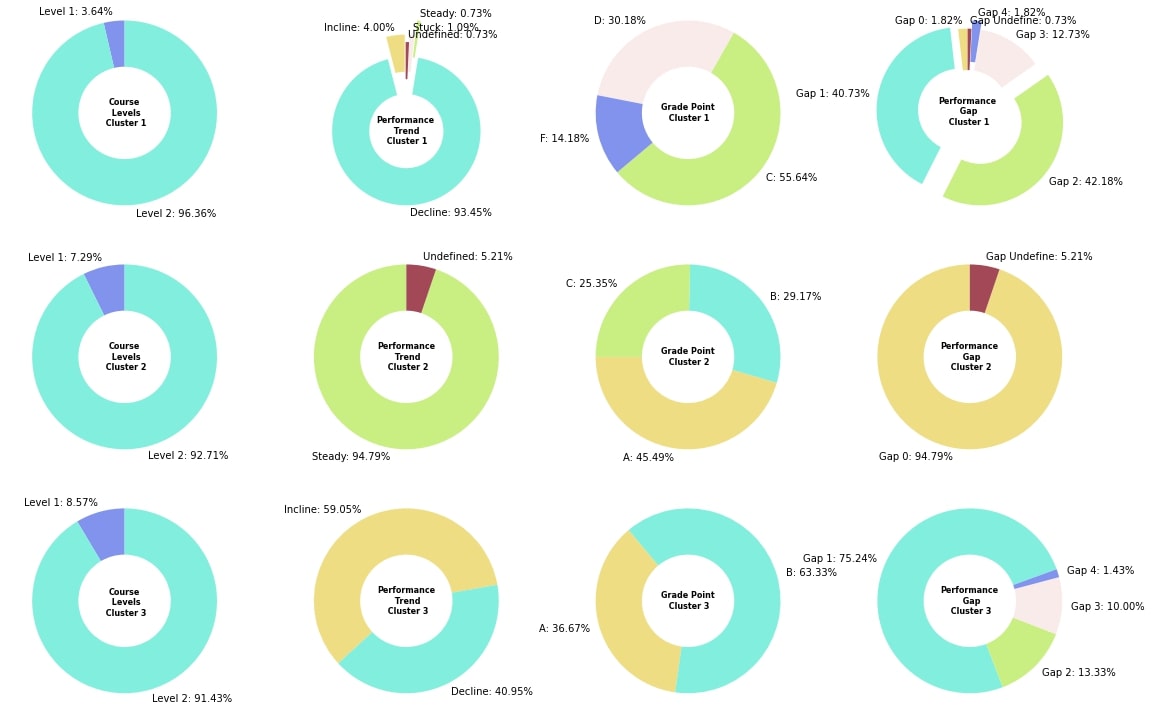 Level 1: 3.64%
Course
Levels
Cluster 1
Level 2: 96.36%
Steady: 0.73%
Incline: 4.00%
Stuck: 1.09%
Undefined: 0.73%
Performance
Trend
Cluster 1
Decline: 93.45%
D: 30.18%
Grade Point
Cluster 1
F: 14.18%
C: 55.64%
Gap 4: 1.82%
Gap 0: 1.82%
Gap Undefine: 0.73%
Gap 3: 12.73%
Gap 1: 40.73%
Performance
Gap
Cluster 1
Gap 2: 42.18%
Level 1: 7.29%
Course
Levels
Cluster 2
Level 2: 92.71%
Undefined: 5.21%
Performance
Trend
Cluster 2
Steady: 94.79%
C: 25.35%
B: 29.17%
Grade Point
Cluster 2
A: 45.49%
Gap Undefine: 5.21%
Performance
Gap
Cluster 2
Gap 0: 94.79%
Level 1: 8.57%
Course
Levels
Cluster 3
Level 2: 91.43%
Incline: 59.05%
Performance
Trend
Cluster 3
Decline: 40.95%
B: 63.33%
Grade Point
Cluster 3
A: 36.67%
Gap 1: 75.24%
Gap 4: 1.43%
Performance
Gap
Cluster 3
Gap 3: 10.00%
Gap 2: 13.33%